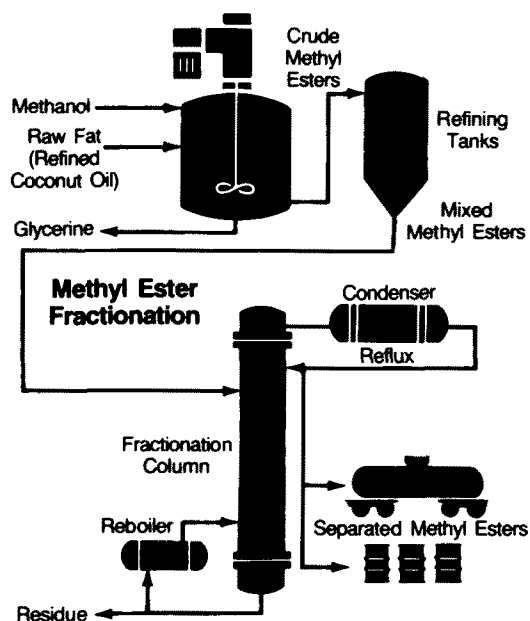 Crude
Methyl
Esters
Methanol
Raw Fat
(Refined
Coconut Oil)
Glycerine
Refining
Tanks
Mixed
Methyl Esters
Methyl Ester
Fractionation
Condenser
Reflux
Fractionation
Column
Reboiler
Separated Methyl Esters
Residue